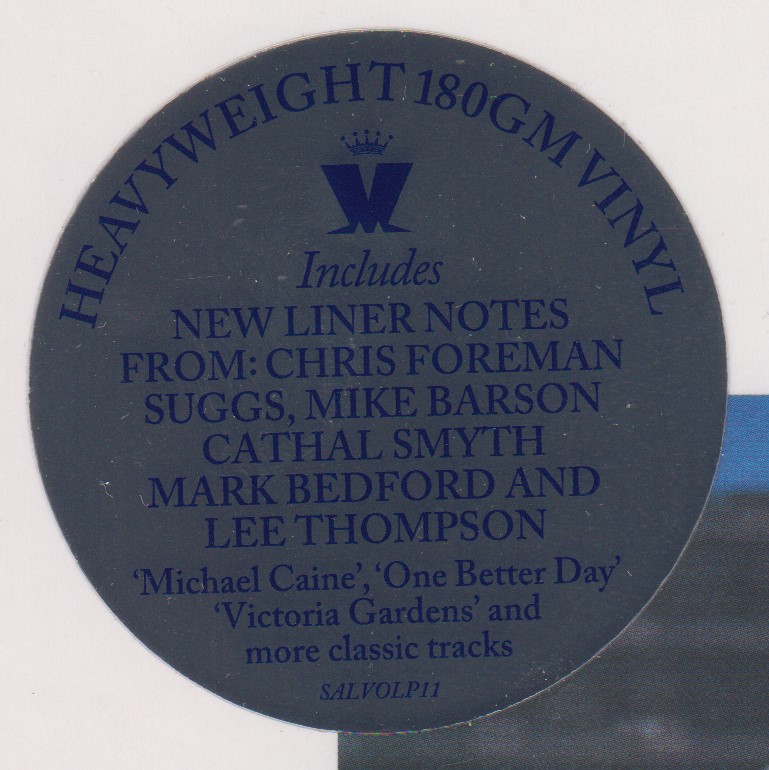 HEAVYWEIGHT 180GM VINYL
M
Includes
NEW LINER NOTES
FROM: CHRIS FOREMAN
SUGGS, MIKE BARSON
CATHAL SMYTH
MARK BEDFORD AND
LEE THOMPSON
‘Michael Caine’, ‘One Better Day’
‘Victoria Gardens’ and
more classic tracks
SALVOLP11